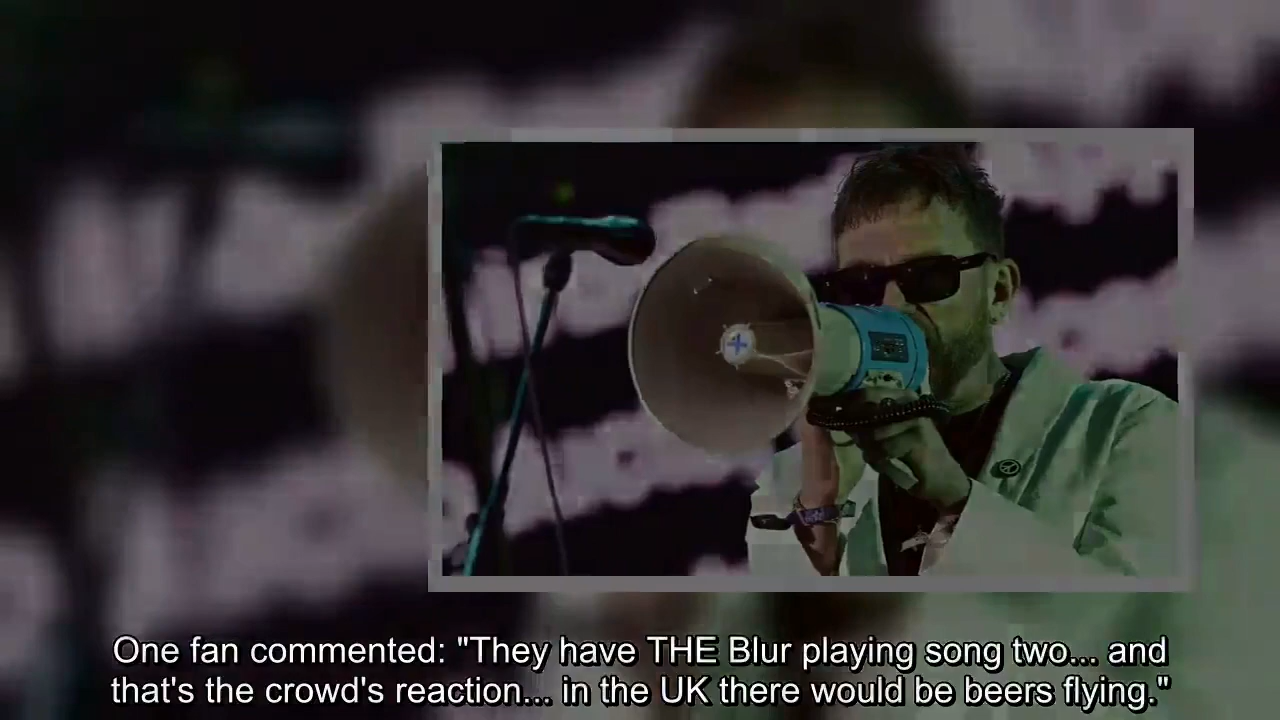 One fan commented: "They have THE Blur playing song two... and
that's the crowd's reaction... in the UK there would be beers flying."